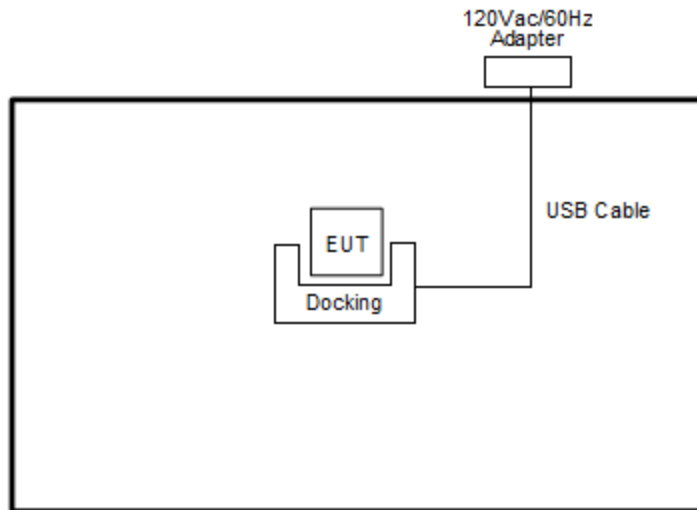 120Vac/60Hz
Adapter
USB Cable
EUT
Docking